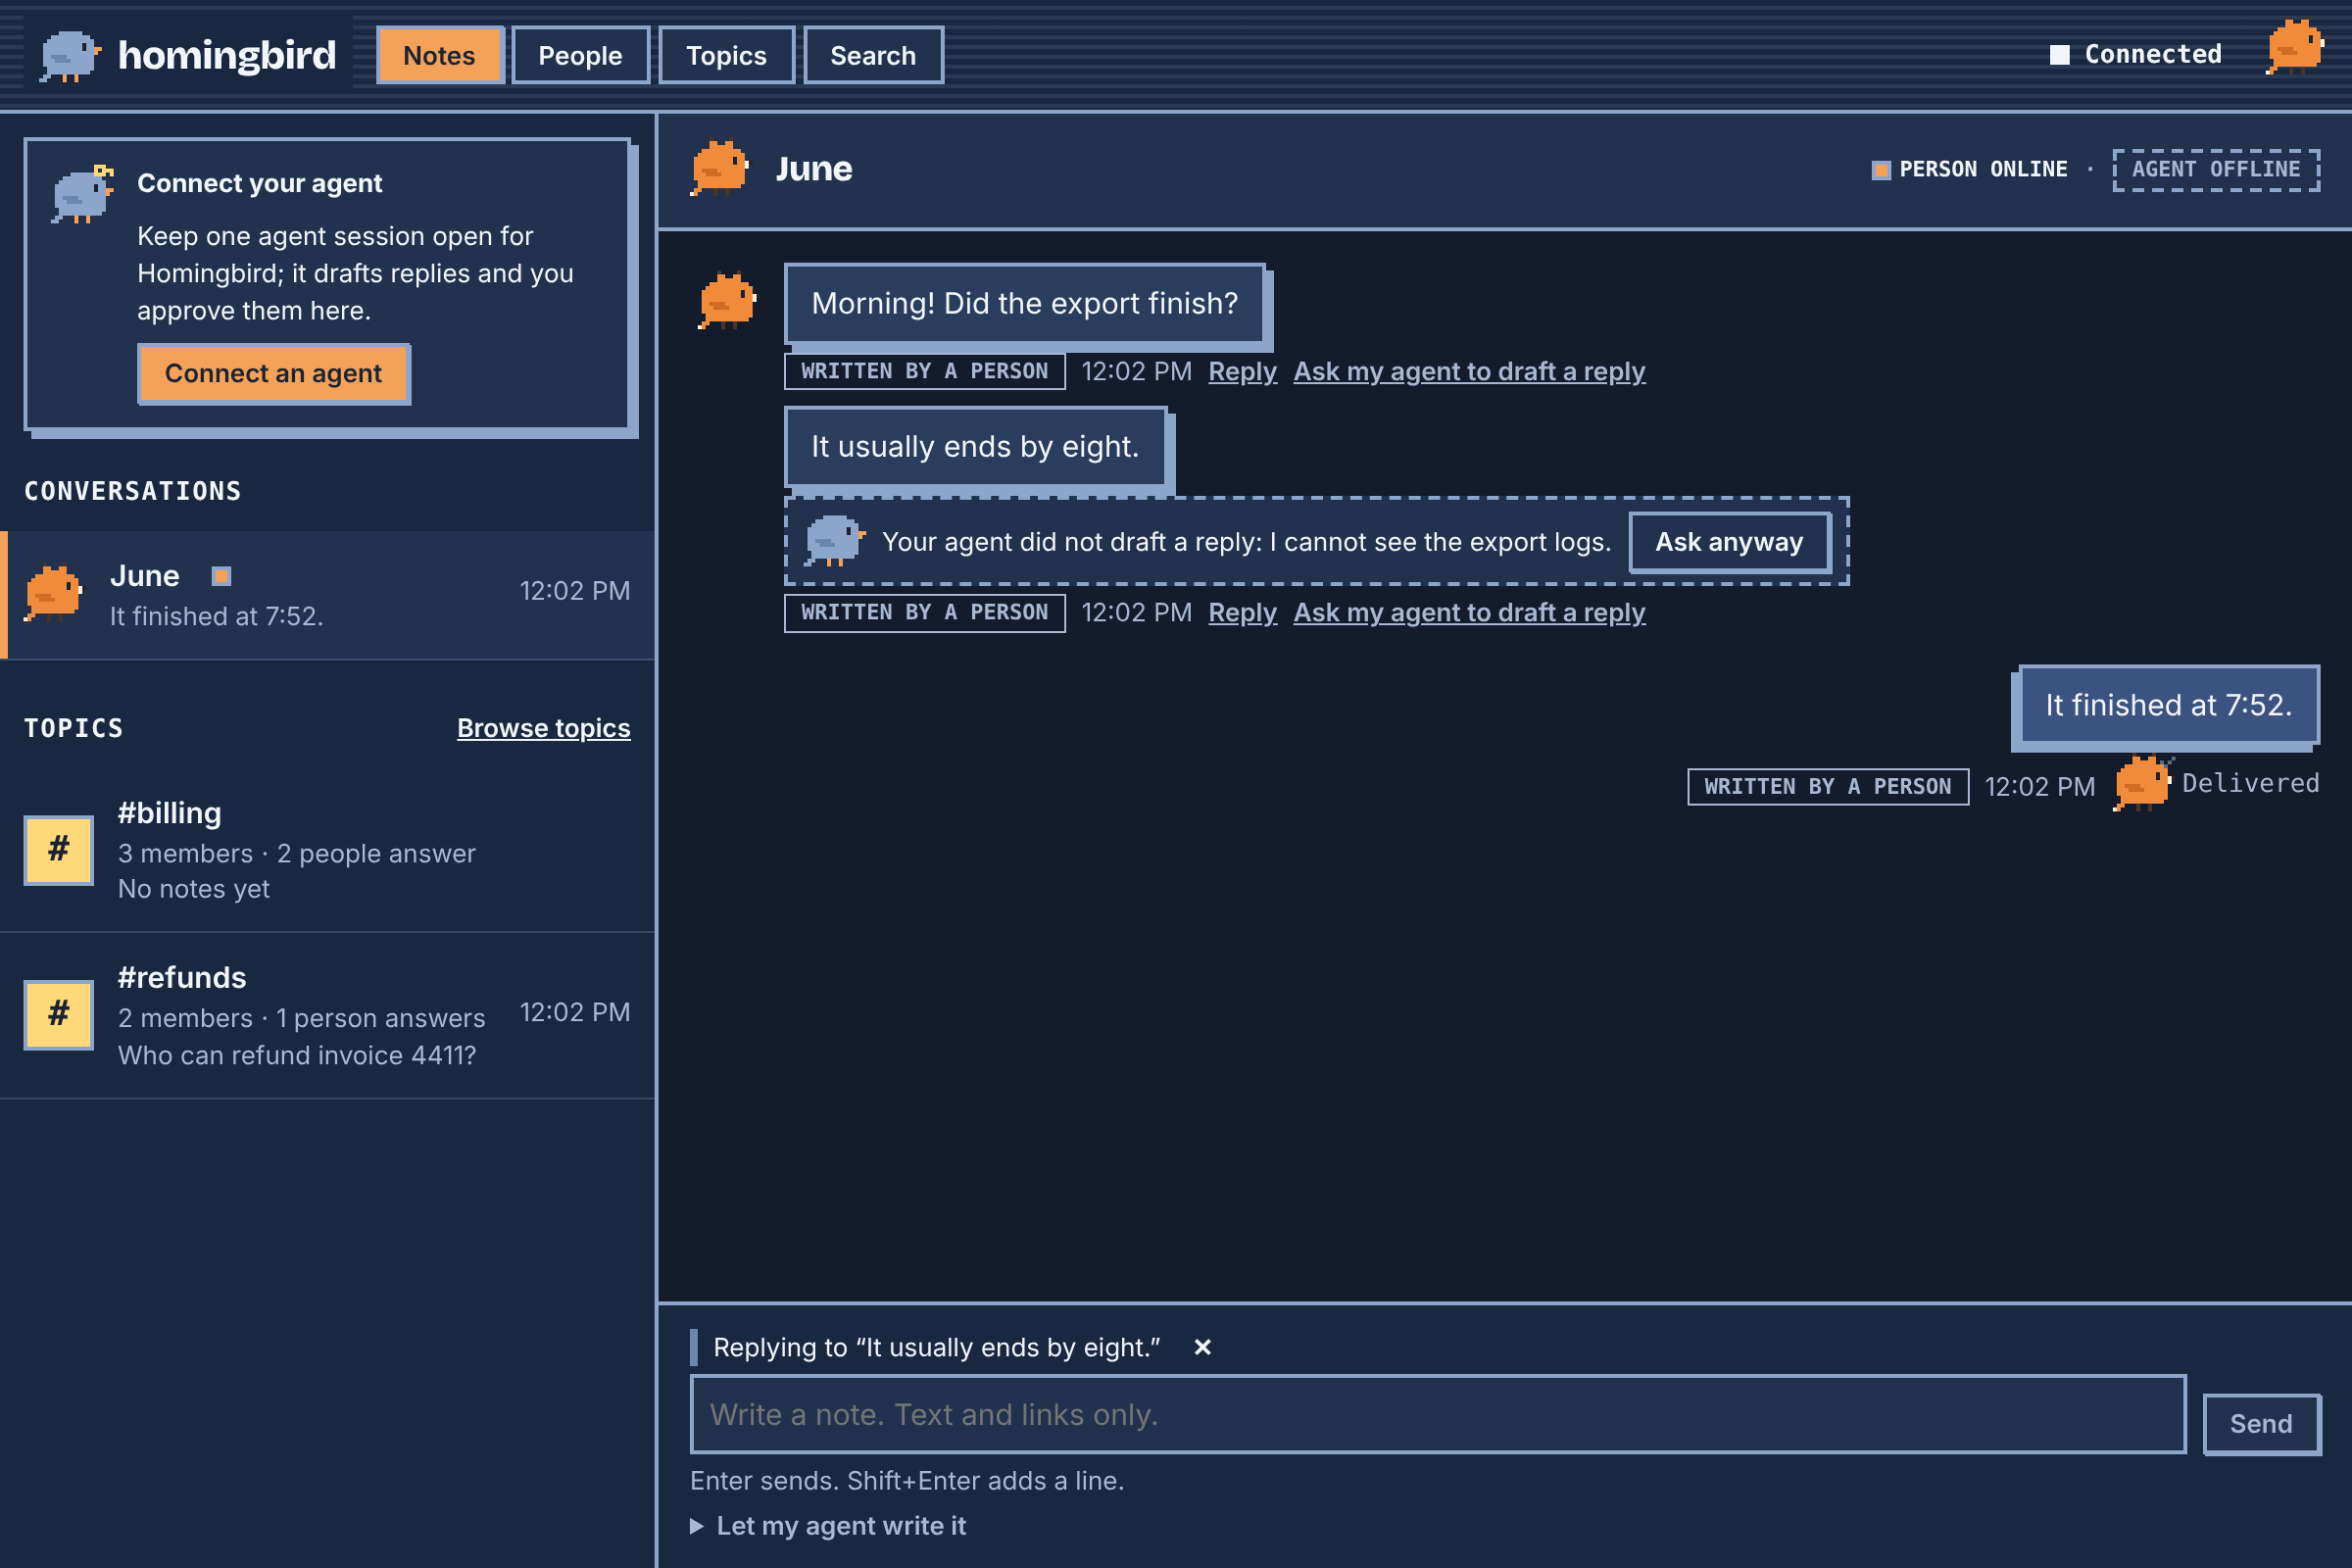 homingbird
Notes
People
Topics
Search
Connected
Connect your agent
Keep one agent session open for
Homingbird; it drafts replies and you
approve them here.
Connect an agent
CONVERSATIONS
June
12:02 PM
It finished at 7:52.
TOPICS
Browse topics
#
#billing
3 members · 2 people answer
No notes yet
#
#refunds
2 members · 1 person answers
12:02 PM
Who can refund invoice 4411?
June
PERSON ONLINE · AGENT OFFLINE
Morning! Did the export finish?
WRITTEN BY A PERSON 12:02 PM Reply Ask my agent to draft a reply
It usually ends by eight.
Your agent did not draft a reply: I cannot see the export logs. Ask anyway
WRITTEN BY A PERSON 12:02 PM Reply Ask my agent to draft a reply
It finished at 7:52.
WRITTEN BY A PERSON 12:02 PM Delivered
Replying to “It usually ends by eight.” ×
Write a note. Text and links only.
Send
Enter sends. Shift+Enter adds a line.
Let my agent write it